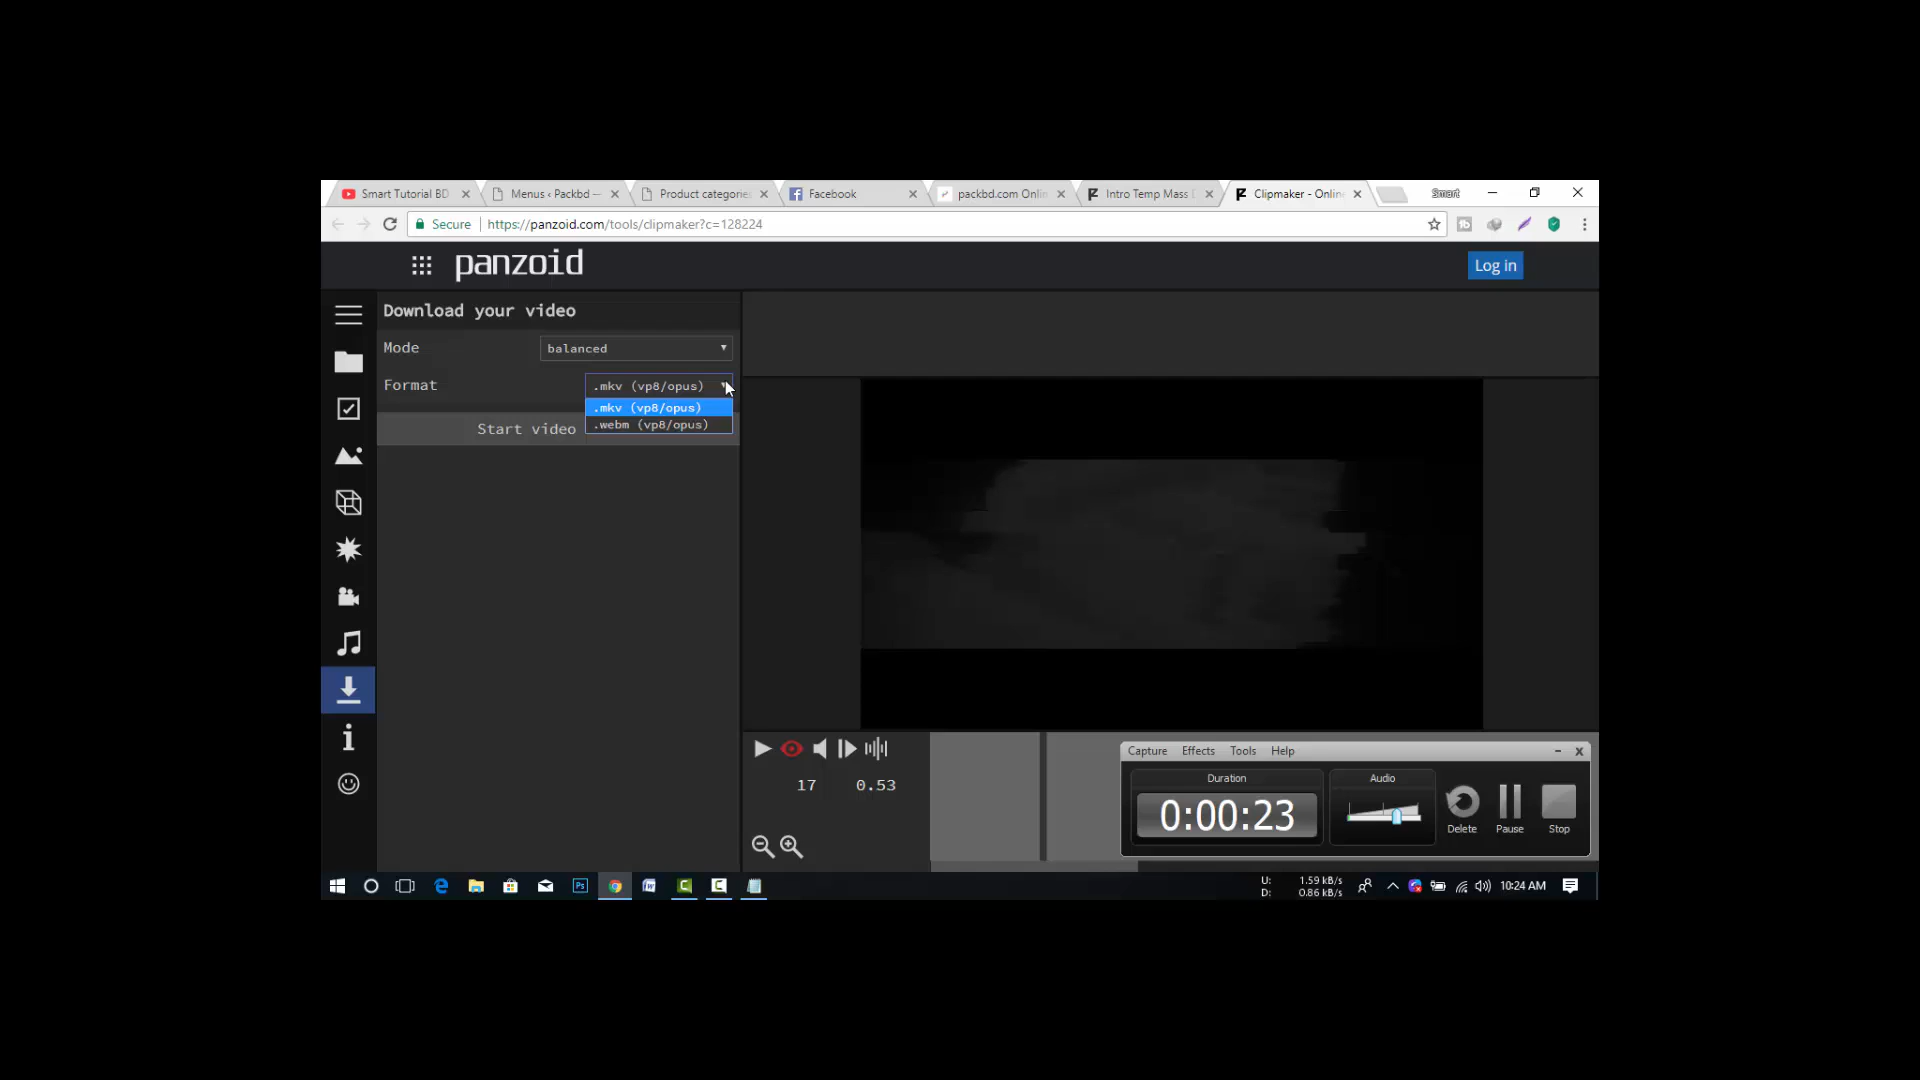 Smart Tutorial BD
Menus ‹ Packbd —
Product categories
Facebook
packbd.com Onlin
Intro Temp Mass
Clipmaker - Online
Smart
Secure
https://panzoid.com/tools/clipmaker?c=128224
panzoid
Log in
Download your video
Mode
balanced
Format
.mkv (vp8/opus)
.mkv (vp8/opus)
.webm (vp8/opus)
Start video
17
0.53
Capture
Effects
Tools
Help
Duration
Audio
0:00:23
Delete
Pause
Stop
Ps
U:
1.59 kB/s
D:
0.86 kB/s
10:24 AM